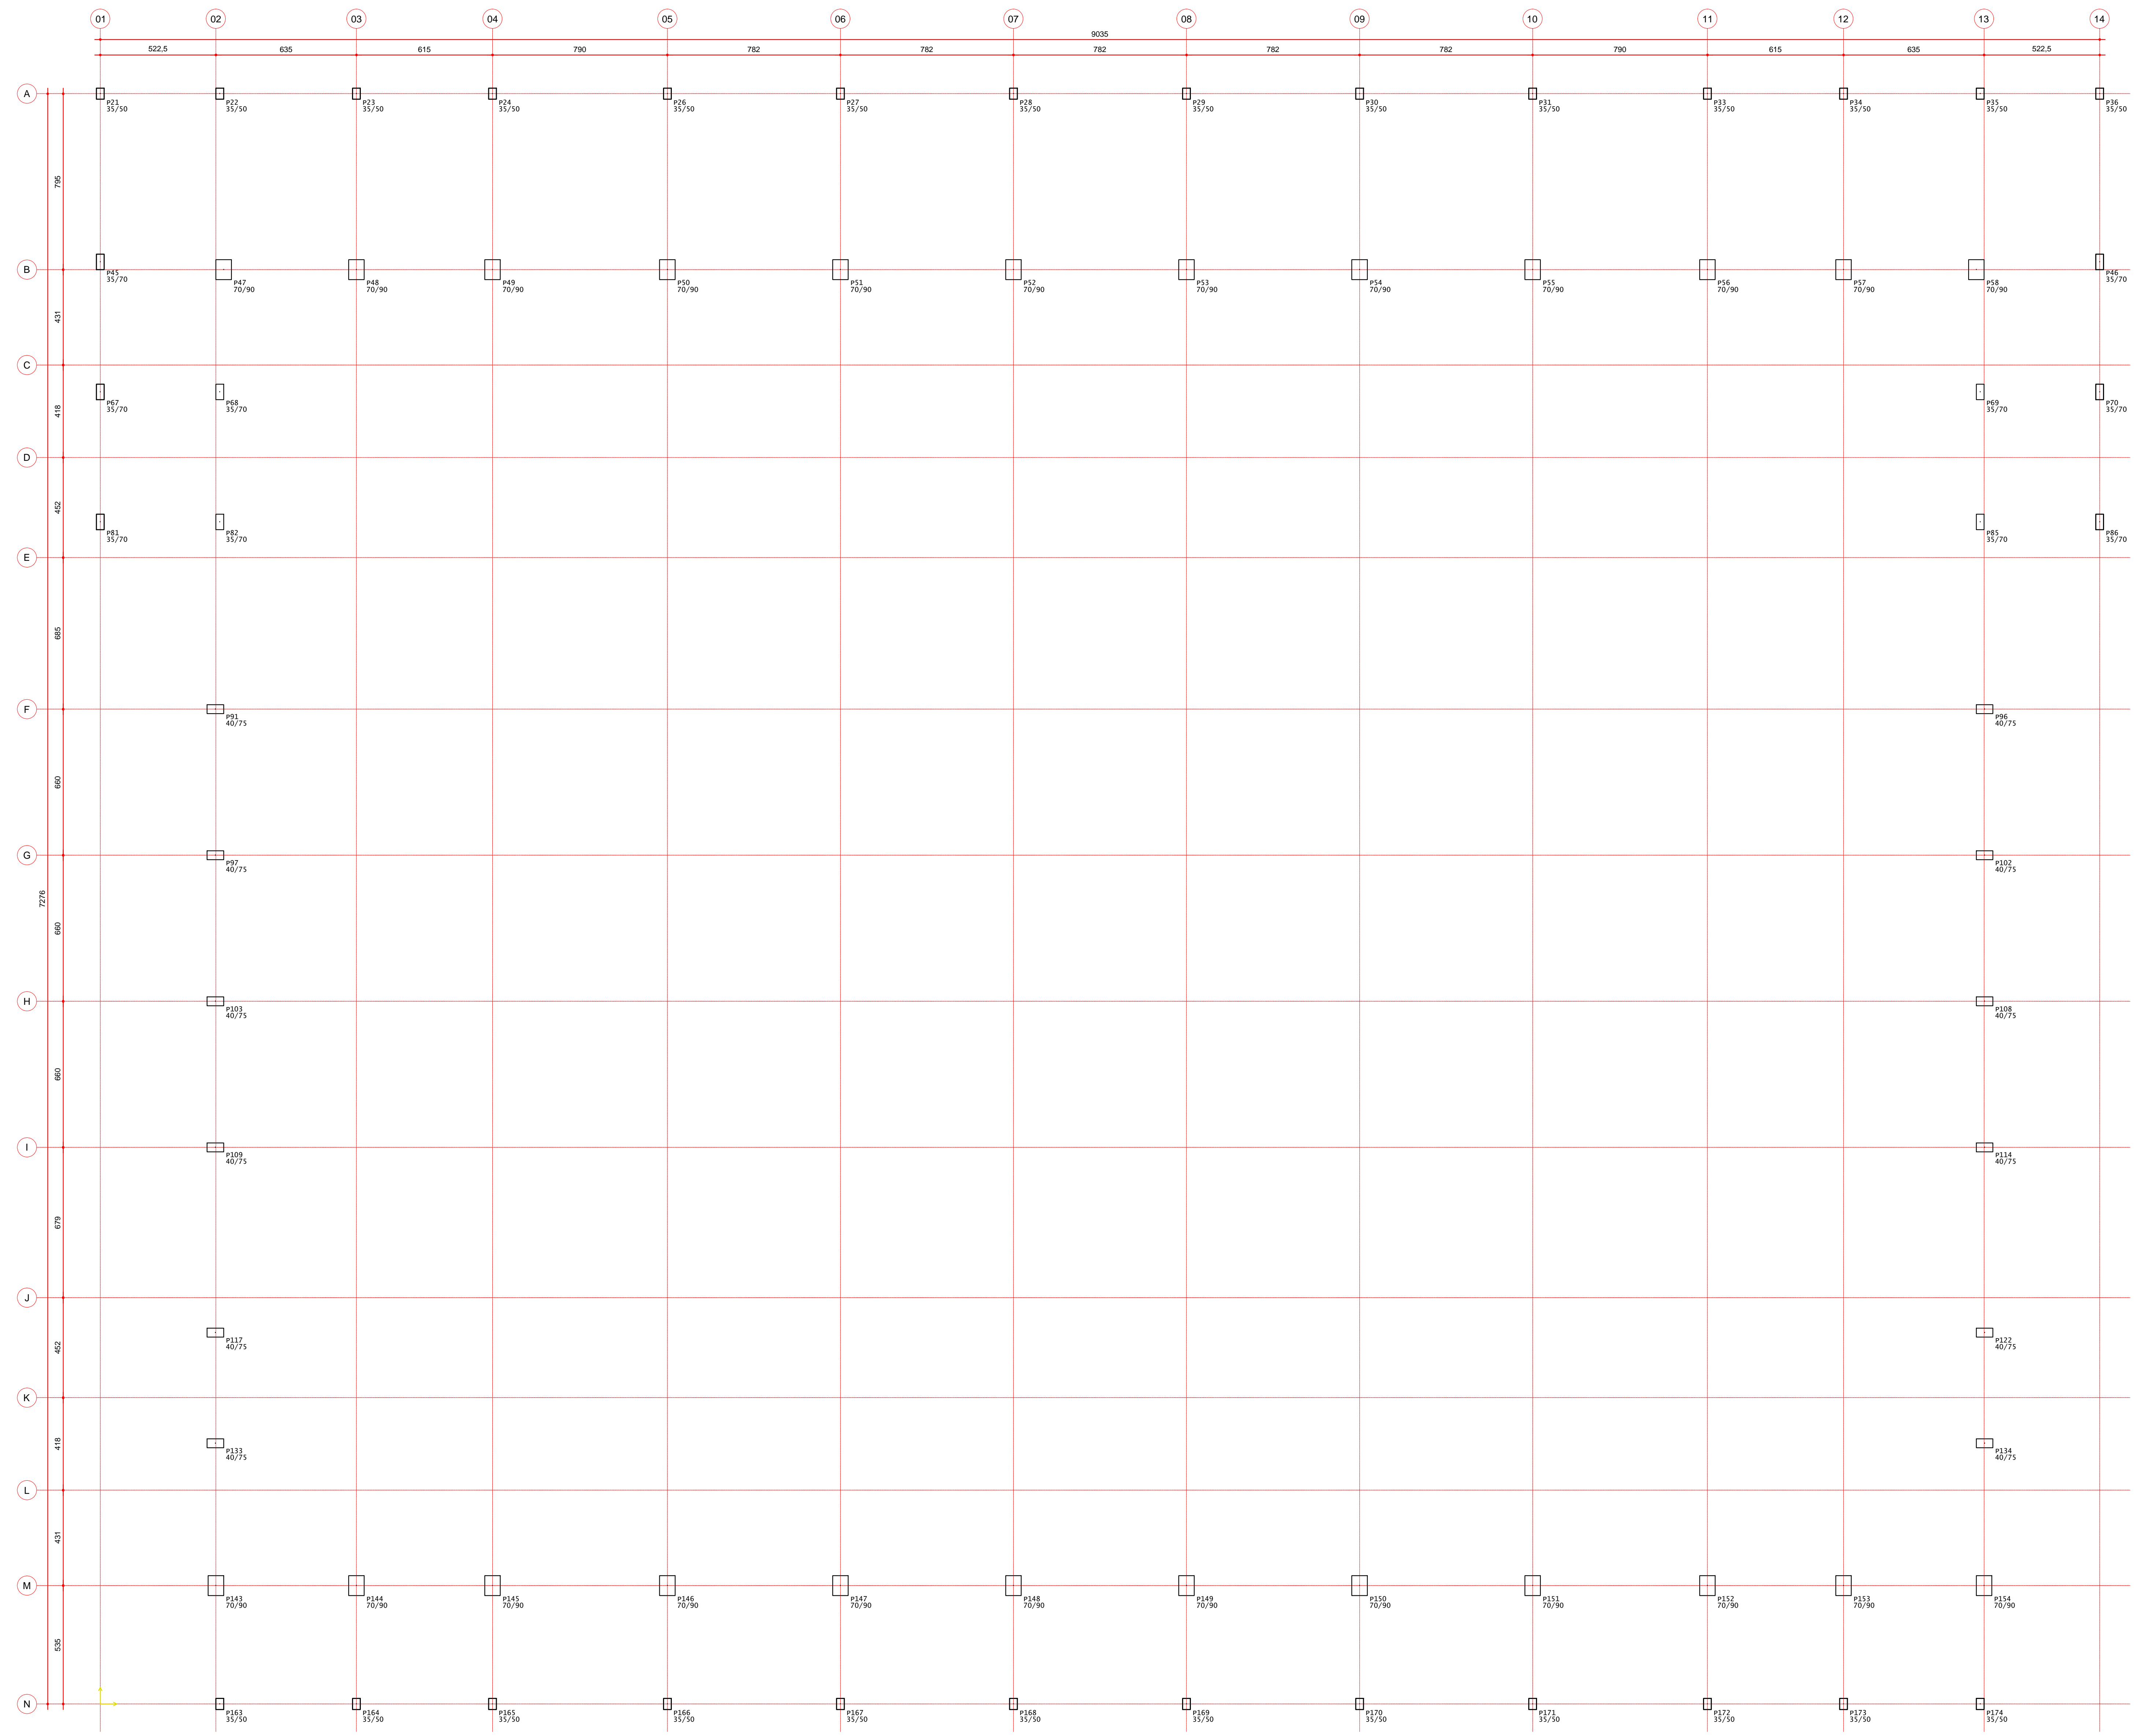 01 02 03 04 05 06 07 08 09 10 11 12 13 14
9035
522,5 635 615 790 782 782 782 782 782 790 615 635 522,5
A
P21 P22 P23 P24 P26 P27 P28 P29 P30 P31 P33 P34 P35 P36
35/50 35/50 35/50 35/50 35/50 35/50 35/50 35/50 35/50 35/50 35/50 35/50 35/50 35/50
795
B
P45 P46
35/70 35/70
P47 P48 P49 P50 P51 P52 P53 P54 P55 P56 P57 P58
70/90 70/90 70/90 70/90 70/90 70/90 70/90 70/90 70/90 70/90 70/90 70/90
431
C
P67 P68 P69 P70
35/70 35/70 35/70 35/70
418
D
452
P81 P82 P85 P86
35/70 35/70 35/70 35/70
E
685
F
P91 P96
40/75 40/75
660
G
P97 P102
40/75 40/75
7276
660
H
P103 P108
40/75 40/75
660
I
P109 P114
40/75 40/75
679
J
P117 P122
40/75 40/75
452
K
418
P133 P134
40/75 40/75
L
431
M
P143 P144 P145 P146 P147 P148 P149 P150 P151 P152 P153 P154
70/90 70/90 70/90 70/90 70/90 70/90 70/90 70/90 70/90 70/90 70/90 70/90
535
N
P163 P164 P165 P166 P167 P168 P169 P170 P171 P172 P173 P174
35/50 35/50 35/50 35/50 35/50 35/50 35/50 35/50 35/50 35/50 35/50 35/50